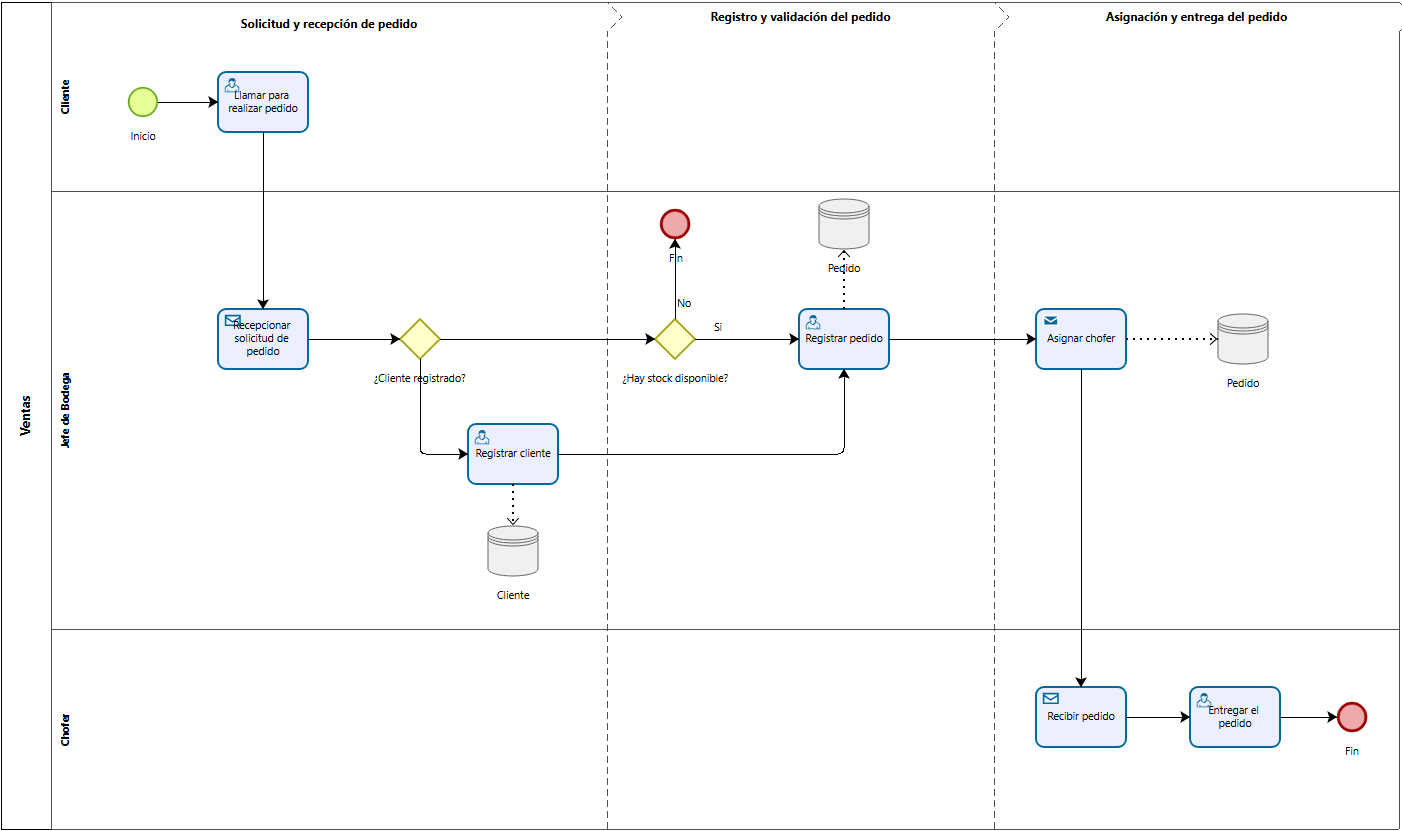 Solicitud y recepción de pedido
Registro y validación del pedido
Asignación y entrega del pedido
Ventas
Cliente
Inicio
Llamar para
realizar pedido
Jefe de Bodega
Recepcionar
solicitud de
pedido
¿Cliente registrado?
Registrar cliente
Cliente
Fin
No
Si
¿Hay stock disponible?
Pedido
Registrar pedido
Asignar chofer
Pedido
Chofer
Recibir pedido
Entregar el
pedido
Fin